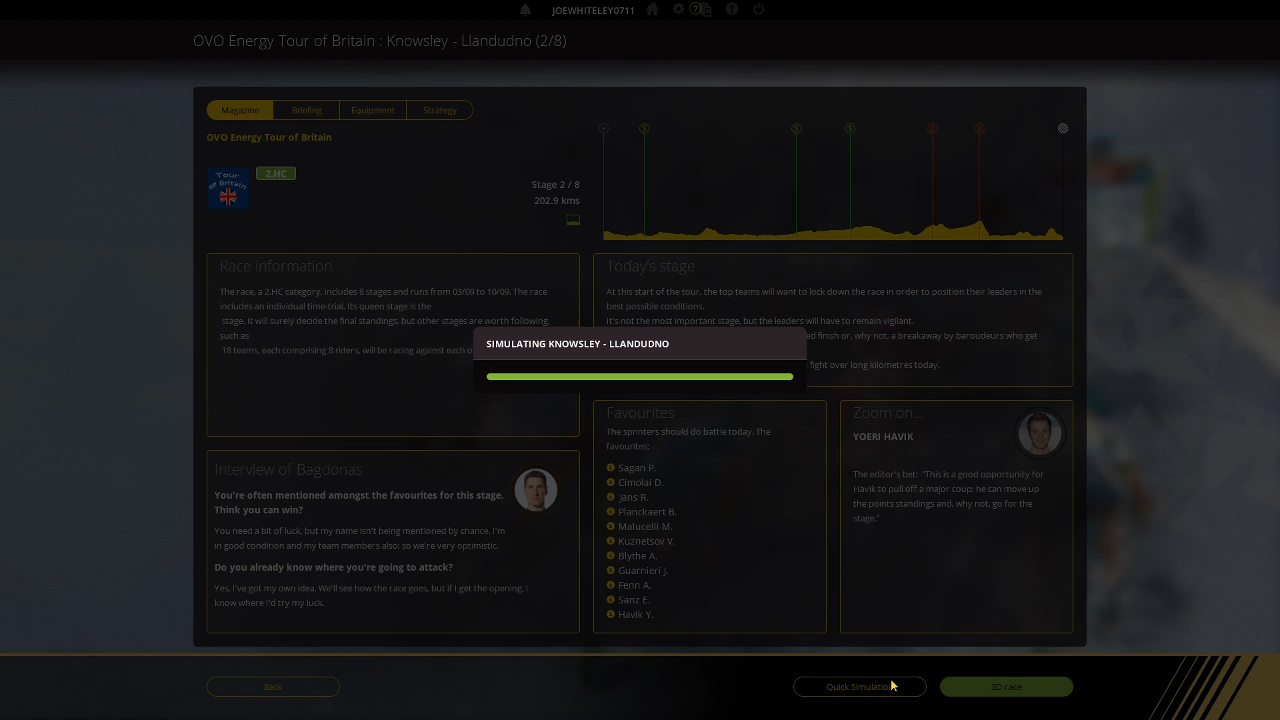 JOEWHITELEY0711
7
OVO Energy Tour of Britain : Knowsley - Llandudno (2/8)
Magazine
Briefing
Equipment
Strategy
OVO Energy Tour of Britain
Tour
of Britain
2.HC
Stage 2 / 8
202.9 kms
S
S
S
2
Race information
The race, a 2.HC category, includes 8 stages and runs from 03/09 to 10/09. The race
includes an individual time-trial. Its queen stage is the
stage. It will surely decide the final standings, but other stages are worth following,
such as
18 teams, each comprising 8 riders, will be racing against each
Today's stage
At this start of the tour, the top teams will want to lock down the race in order to position their leaders in the
best possible conditions.
It's not the most important stage, but the leaders will have to remain vigilant.
finish or, why not, a breakaway by baroudeurs who get
fight over long kilometres today.
SIMULATING KNOWSLEY - LLANDUDNO
Interview of Bagdonas
You're often mentioned amongst the favourites for this stage.
Think you can win?
You need a bit of luck, but my name isn't being mentioned by chance. I'm
in good condition and my team members also; so we're very optimistic.
Do you already know where you're going to attack?
Yes, I've got my own idea. We'll see how the race goes, but if I get the opening, I
know where I'd try my luck.
Favourites
The sprinters should do battle today. The
favourites:
Sagan P.
Cimolai D.
Jans R.
Planckaert B.
Malucelli M.
Kuznetsov V.
Blythe A.
Guarnieri J.
Fenn A.
Sanz E.
Havik Y.
Zoom on...
YOERI HAVIK
The editor's bet: "This is a good opportunity for
Havik to pull off a major coup; he can move up
the points standings and, why not, go for the
stage."
Back
Quick Simulation
3D race